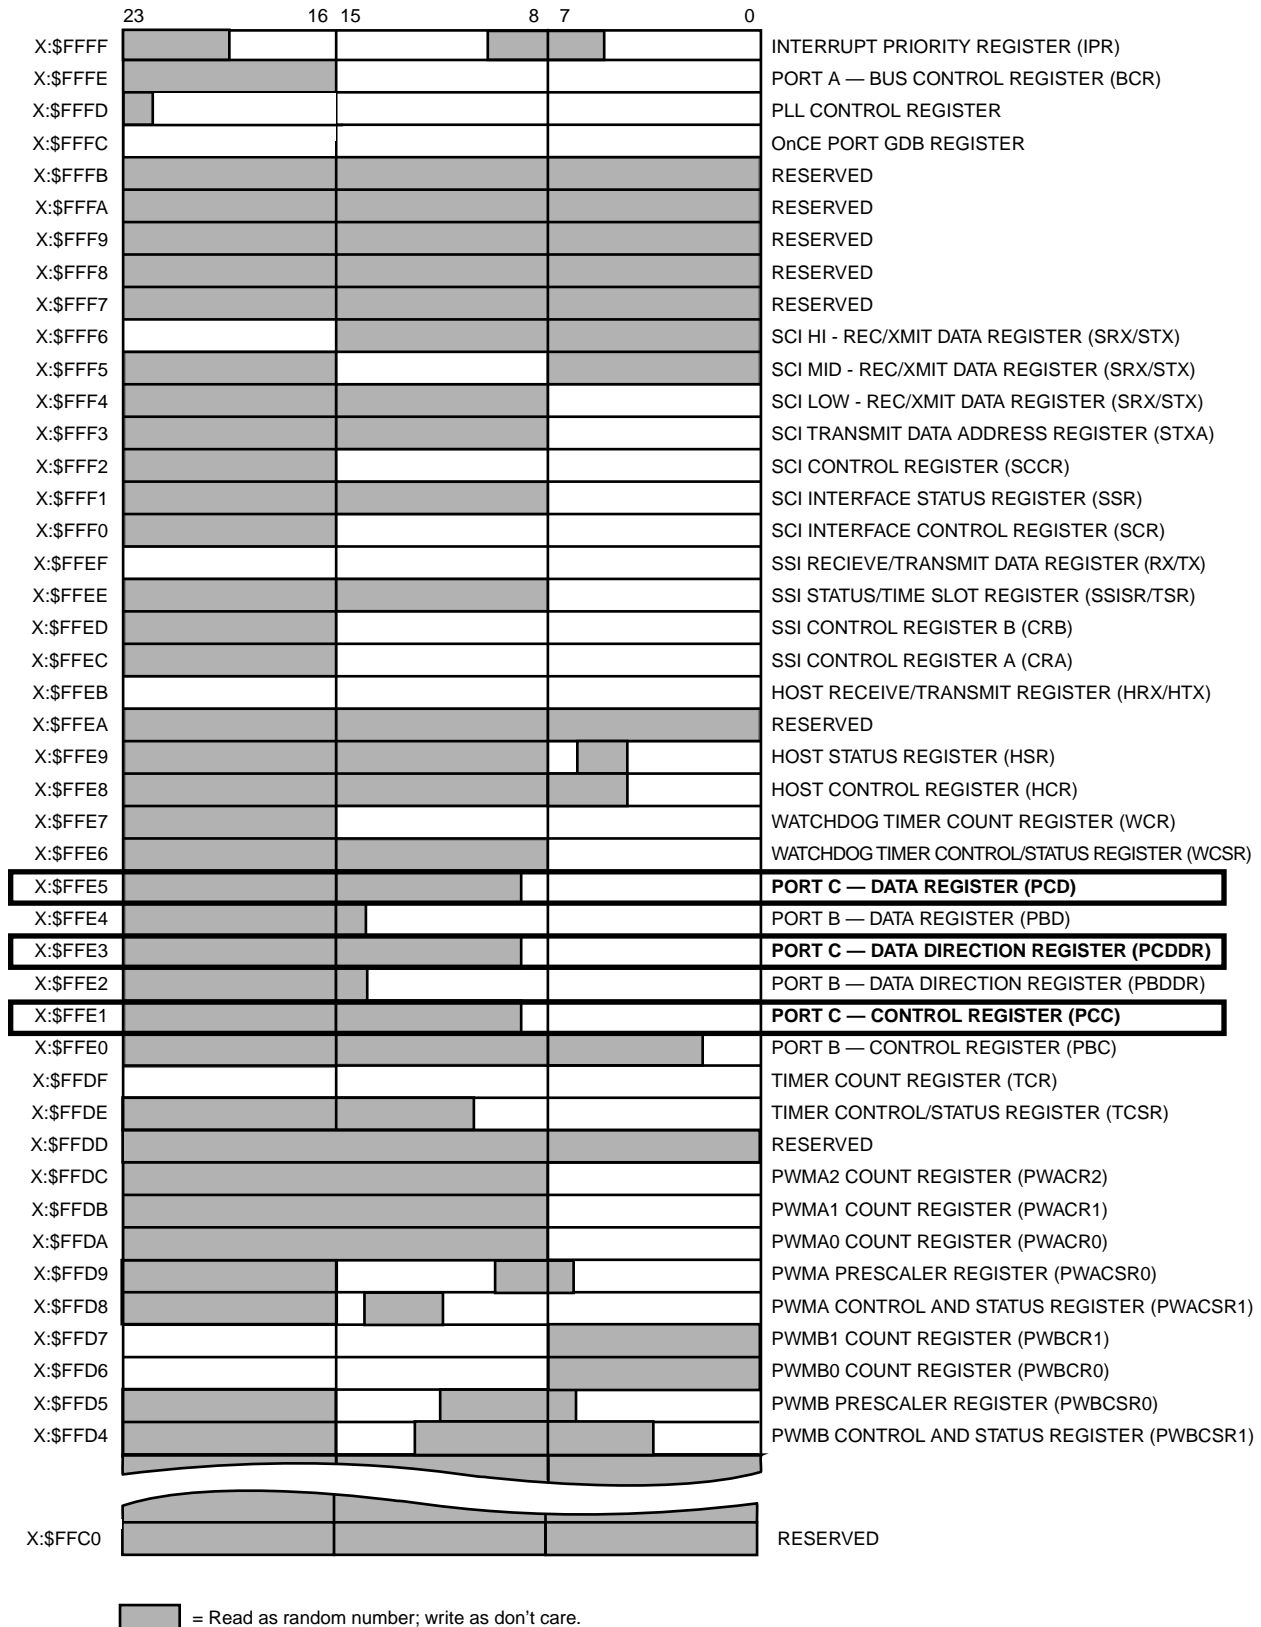 23 16 15 8 7 0
X:$FFFF INTERRUPT PRIORITY REGISTER (IPR)
X:$FFFE PORT A — BUS CONTROL REGISTER (BCR)
X:$FFFD PLL CONTROL REGISTER
X:$FFFC OnCE PORT GDB REGISTER
X:$FFFB RESERVED
X:$FFFA RESERVED
X:$FFF9 RESERVED
X:$FFF8 RESERVED
X:$FFF7 RESERVED
X:$FFF6 SCI HI - REC/XMIT DATA REGISTER (SRX/STX)
X:$FFF5 SCI MID - REC/XMIT DATA REGISTER (SRX/STX)
X:$FFF4 SCI LOW - REC/XMIT DATA REGISTER (SRX/STX)
X:$FFF3 SCI TRANSMIT DATA ADDRESS REGISTER (STXA)
X:$FFF2 SCI CONTROL REGISTER (SCCR)
X:$FFF1 SCI INTERFACE STATUS REGISTER (SSR)
X:$FFF0 SCI INTERFACE CONTROL REGISTER (SCR)
X:$FFEF SSI RECIEVE/TRANSMIT DATA REGISTER (RX/TX)
X:$FFEE SSI STATUS/TIME SLOT REGISTER (SSISR/TSR)
X:$FFED SSI CONTROL REGISTER B (CRB)
X:$FFEC SSI CONTROL REGISTER A (CRA)
X:$FFEB HOST RECEIVE/TRANSMIT REGISTER (HRX/HTX)
X:$FFEA RESERVED
X:$FFE9 HOST STATUS REGISTER (HSR)
X:$FFE8 HOST CONTROL REGISTER (HCR)
X:$FFE7 WATCHDOG TIMER COUNT REGISTER (WCR)
X:$FFE6 WATCHDOG TIMER CONTROL/STATUS REGISTER (WCSR)
X:$FFE5 PORT C — DATA REGISTER (PCD)
X:$FFE4 PORT B — DATA REGISTER (PBD)
X:$FFE3 PORT C — DATA DIRECTION REGISTER (PCDDR)
X:$FFE2 PORT B — DATA DIRECTION REGISTER (PBDDR)
X:$FFE1 PORT C — CONTROL REGISTER (PCC)
X:$FFE0 PORT B — CONTROL REGISTER (PBC)
X:$FFDF TIMER COUNT REGISTER (TCR)
X:$FFDE TIMER CONTROL/STATUS REGISTER (TCSR)
X:$FFDD RESERVED
X:$FFDC PWMA2 COUNT REGISTER (PWACR2)
X:$FFDB PWMA1 COUNT REGISTER (PWACR1)
X:$FFDA PWMA0 COUNT REGISTER (PWACR0)
X:$FFD9 PWMA PRESCALER REGISTER (PWACSR0)
X:$FFD8 PWMA CONTROL AND STATUS REGISTER (PWACSR1)
X:$FFD7 PWMB1 COUNT REGISTER (PWBCR1)
X:$FFD6 PWMB0 COUNT REGISTER (PWBCR0)
X:$FFD5 PWMB PRESCALER REGISTER (PWBCSR0)
X:$FFD4 PWMB CONTROL AND STATUS REGISTER (PWBCSR1)
X:$FFC0 RESERVED
= Read as random number; write as don’t care.